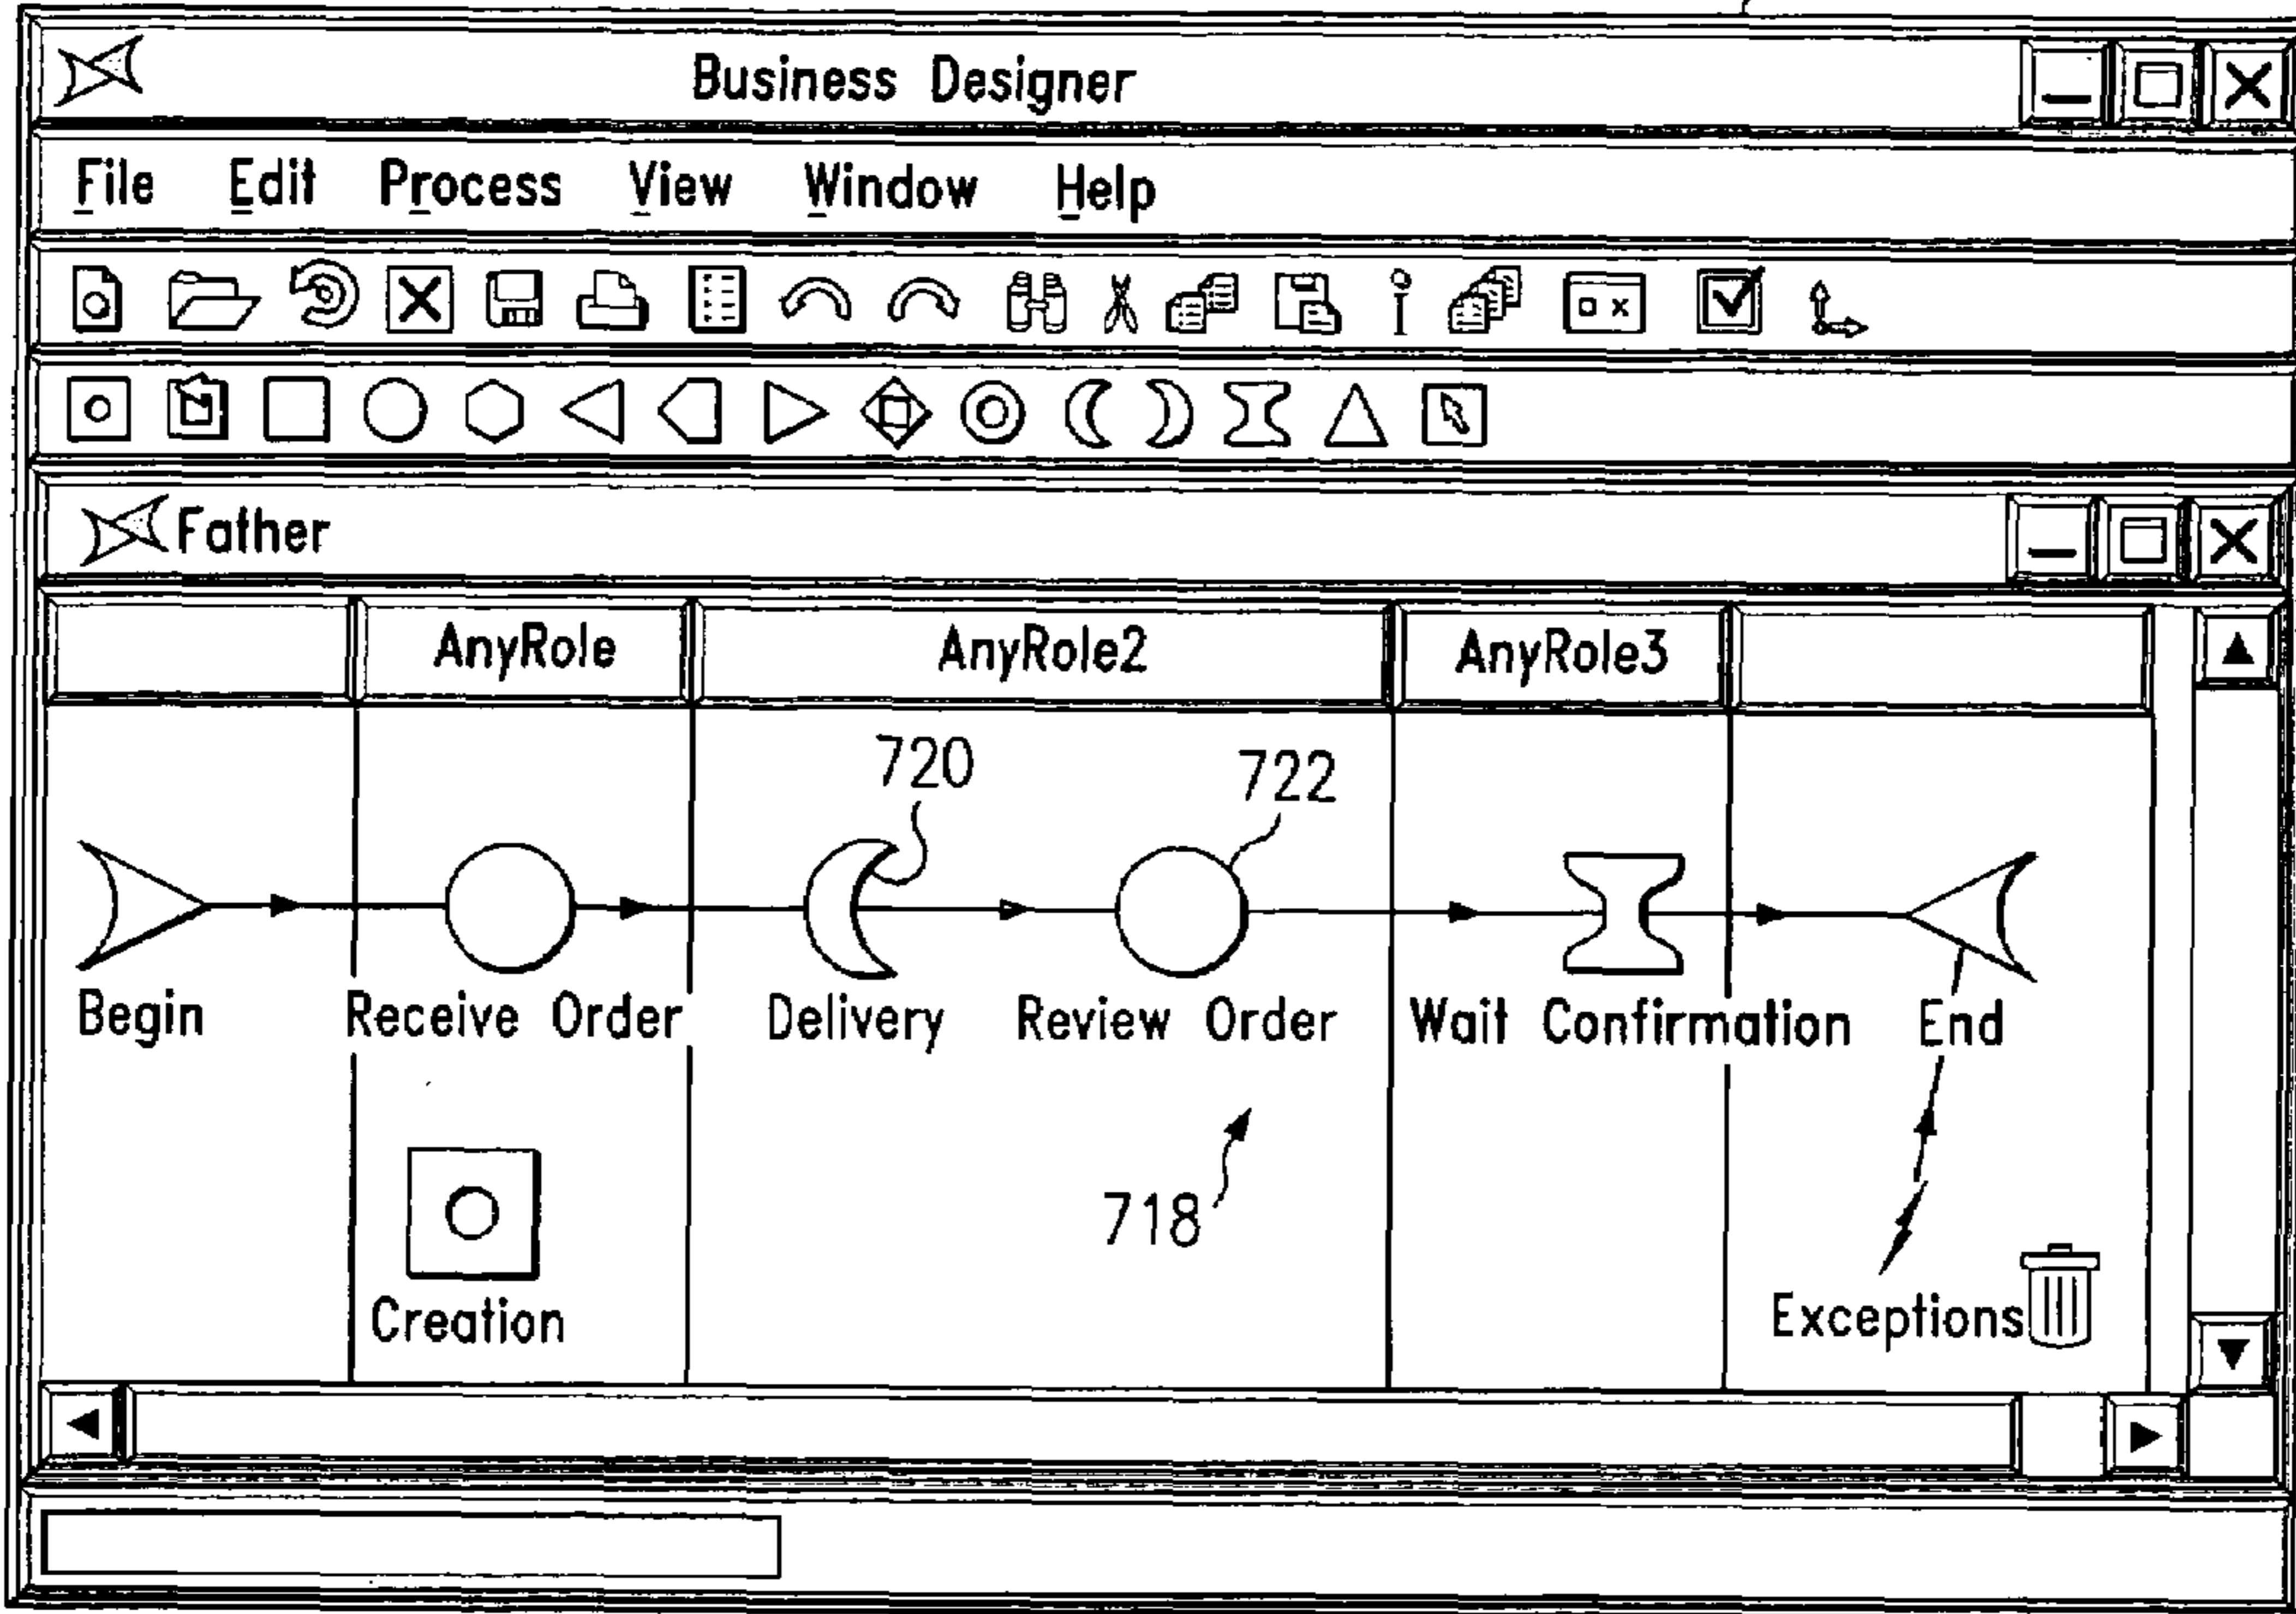 Business Designer
File Edit Process View Window Help
Father
AnyRole AnyRole2 AnyRole3
720 722
Begin Receive Order Delivery Review Order Wait Confirmation End
718
Creation Exceptions